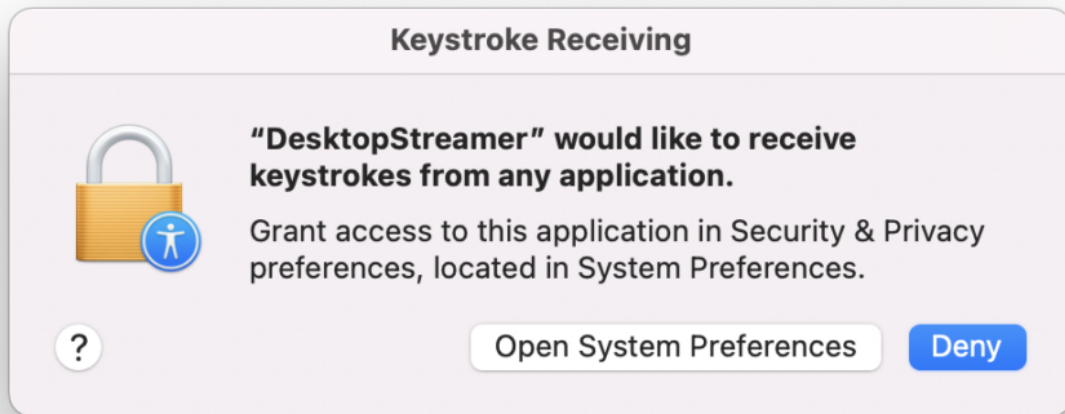 Keystroke Receiving
“DesktopStreamer” would like to receive
keystrokes from any application.
Grant access to this application in Security & Privacy
preferences, located in System Preferences.
?
Open System Preferences
Deny